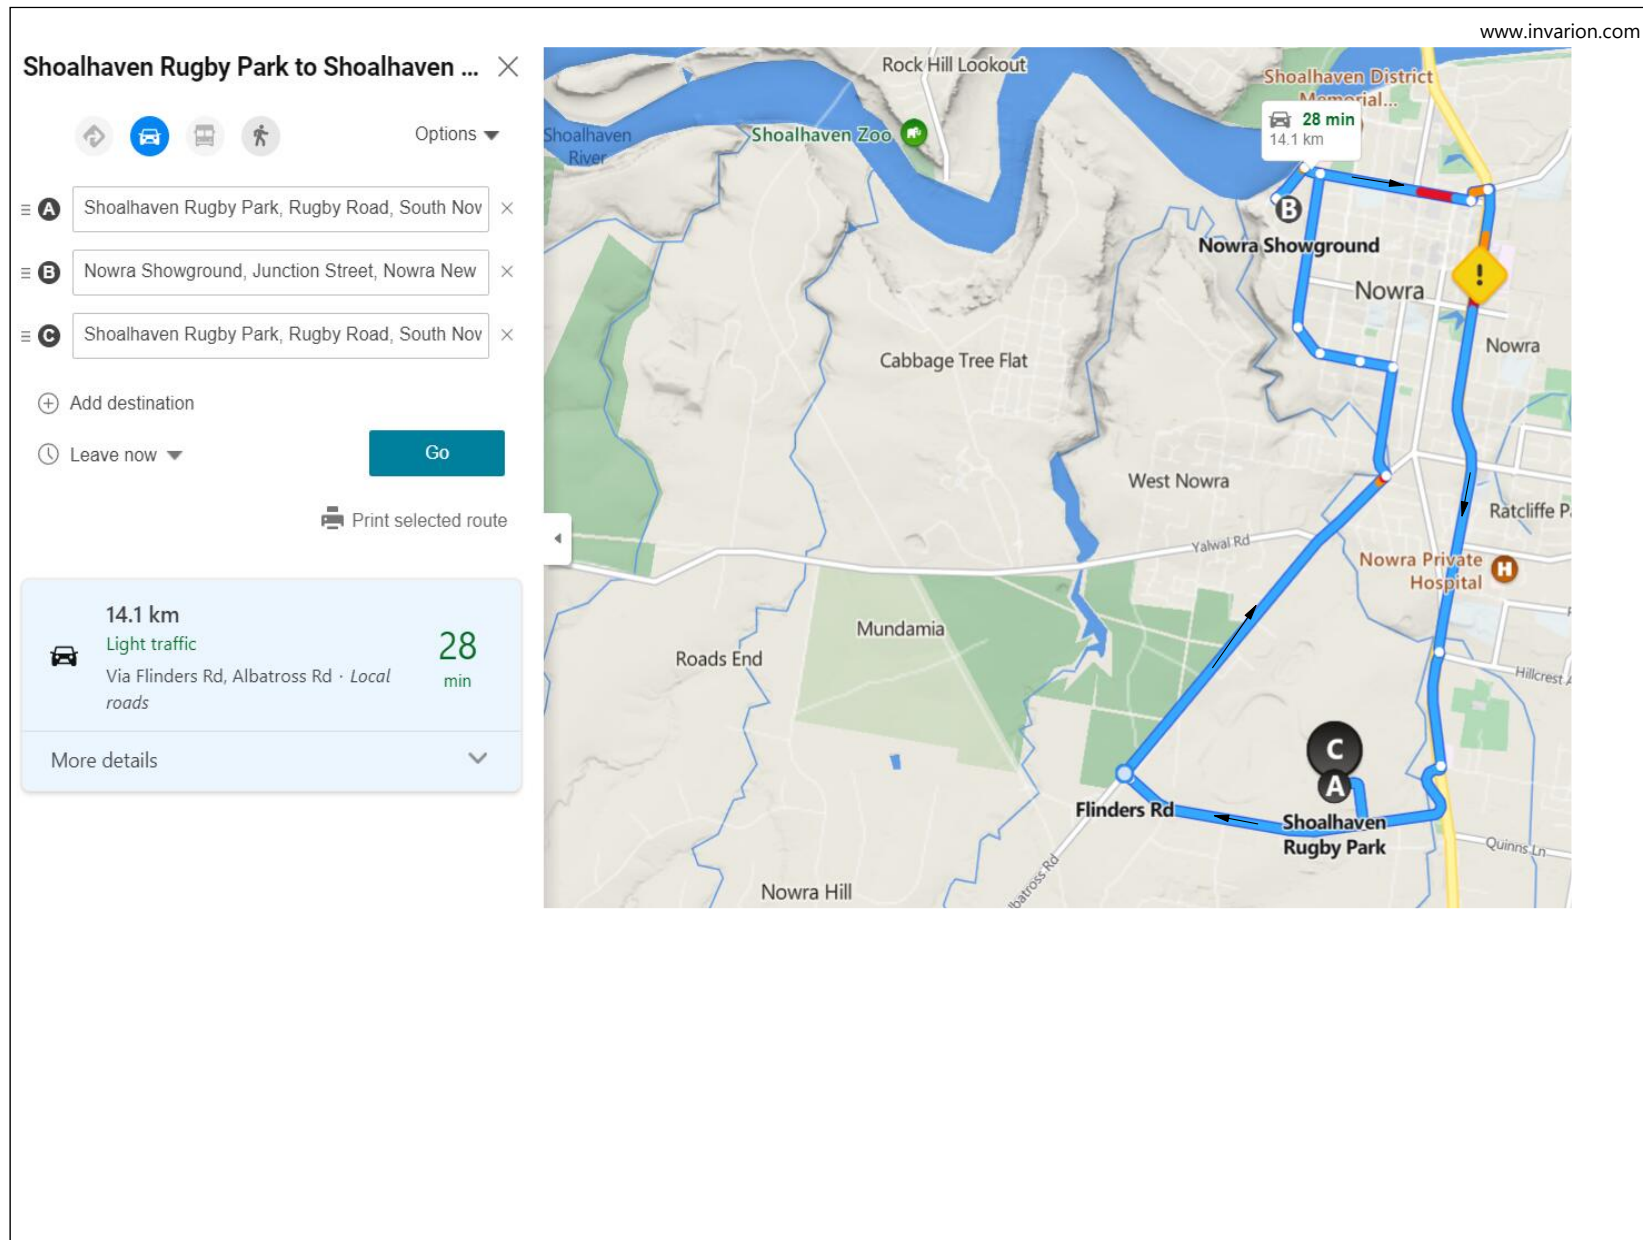 www.invarion.com
Shoalhaven Rugby Park to Shoalhaven ...
Options
A
Shoalhaven Rugby Park, Rugby Road, South Nov
B
Nowra Showground, Junction Street, Nowra New
C
Shoalhaven Rugby Park, Rugby Road, South Nov
Add destination
Leave now
Go
Print selected route
14.1 km
Light traffic
Via Flinders Rd, Albatross Rd · Local
roads
28
min
More details
Rock Hill Lookout
Shoalhaven District
Memorial...
28 min
14.1 km
Shoalhaven
River
Shoalhaven Zoo
B
Nowra Showground
!
Nowra
Nowra
Cabbage Tree Flat
West Nowra
Ratcliffe P
Yalwal Rd
Nowra Private
Hospital
H
Mundamia
Roads End
Hillcrest A
C
A
Flinders Rd
Shoalhaven
Rugby Park
Quinns Ln
lbatross Rd
Nowra Hill